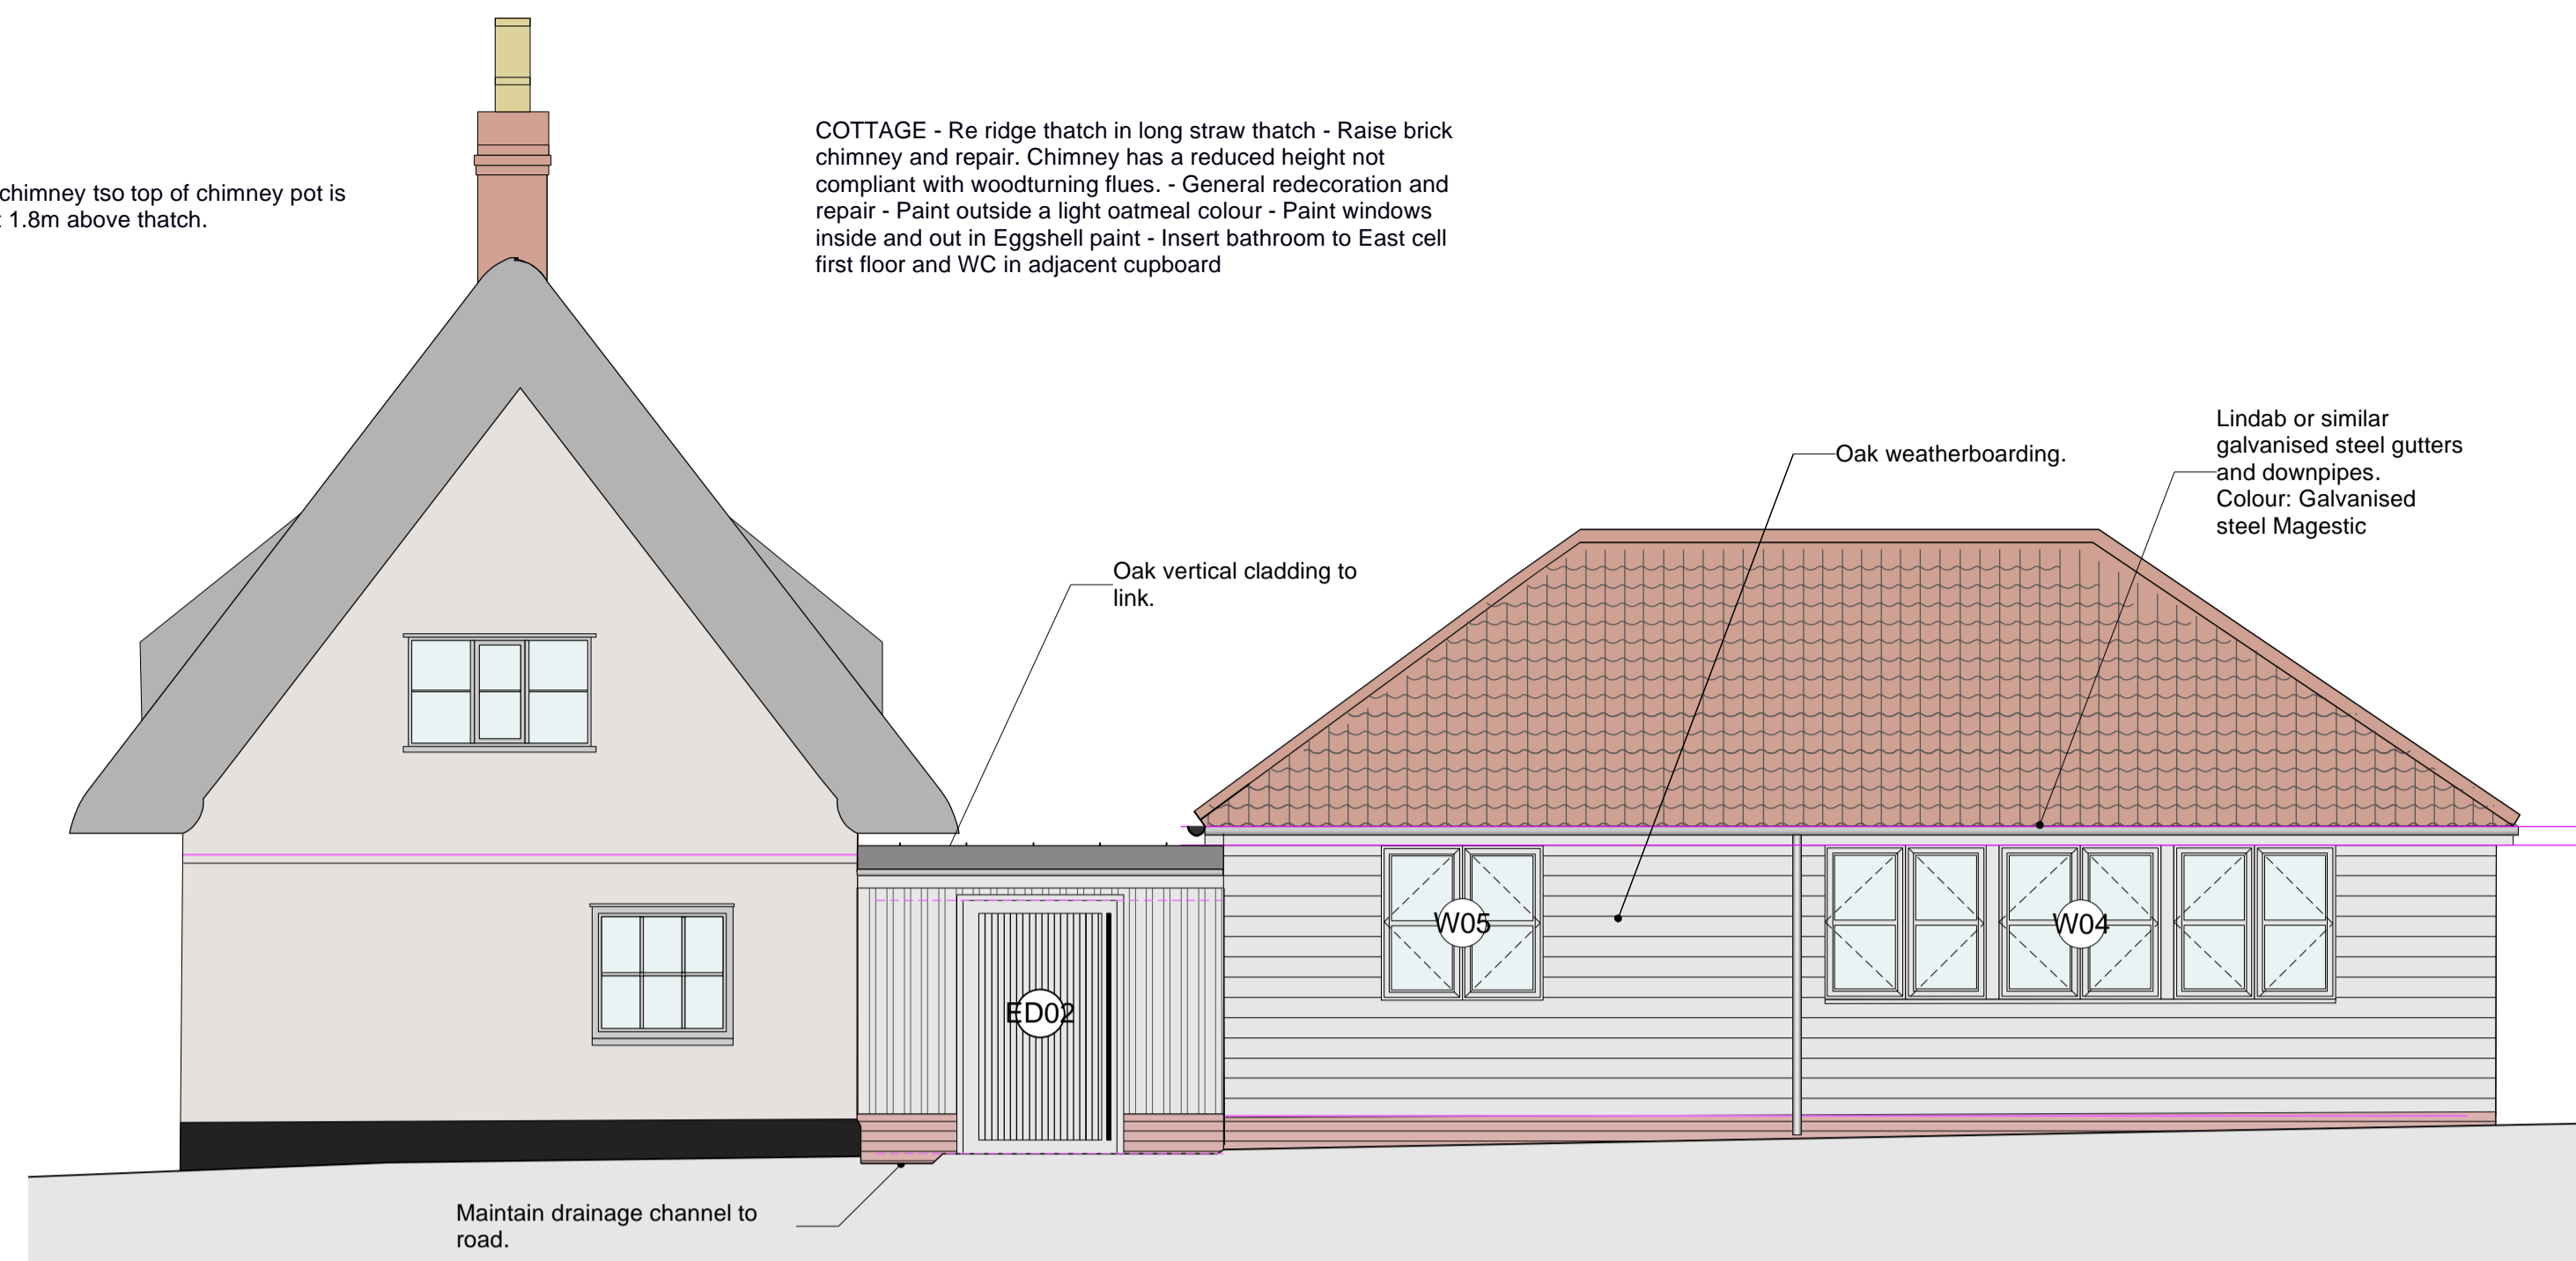 chimney tso top of chimney pot is
1.8m above thatch.
COTTAGE - Re ridge thatch in long straw thatch - Raise brick
chimney and repair. Chimney has a reduced height not
compliant with woodturning flues. - General redecoration and
repair - Paint outside a light oatmeal colour - Paint windows
inside and out in Eggshell paint - Insert bathroom to East cell
first floor and WC in adjacent cupboard
Lindab or similar
galvanised steel gutters
and downpipes.
Colour: Galvanised
steel Magestic
Oak weatherboarding.
Oak vertical cladding to
link.
W05
W04
ED02
Maintain drainage channel to
road.